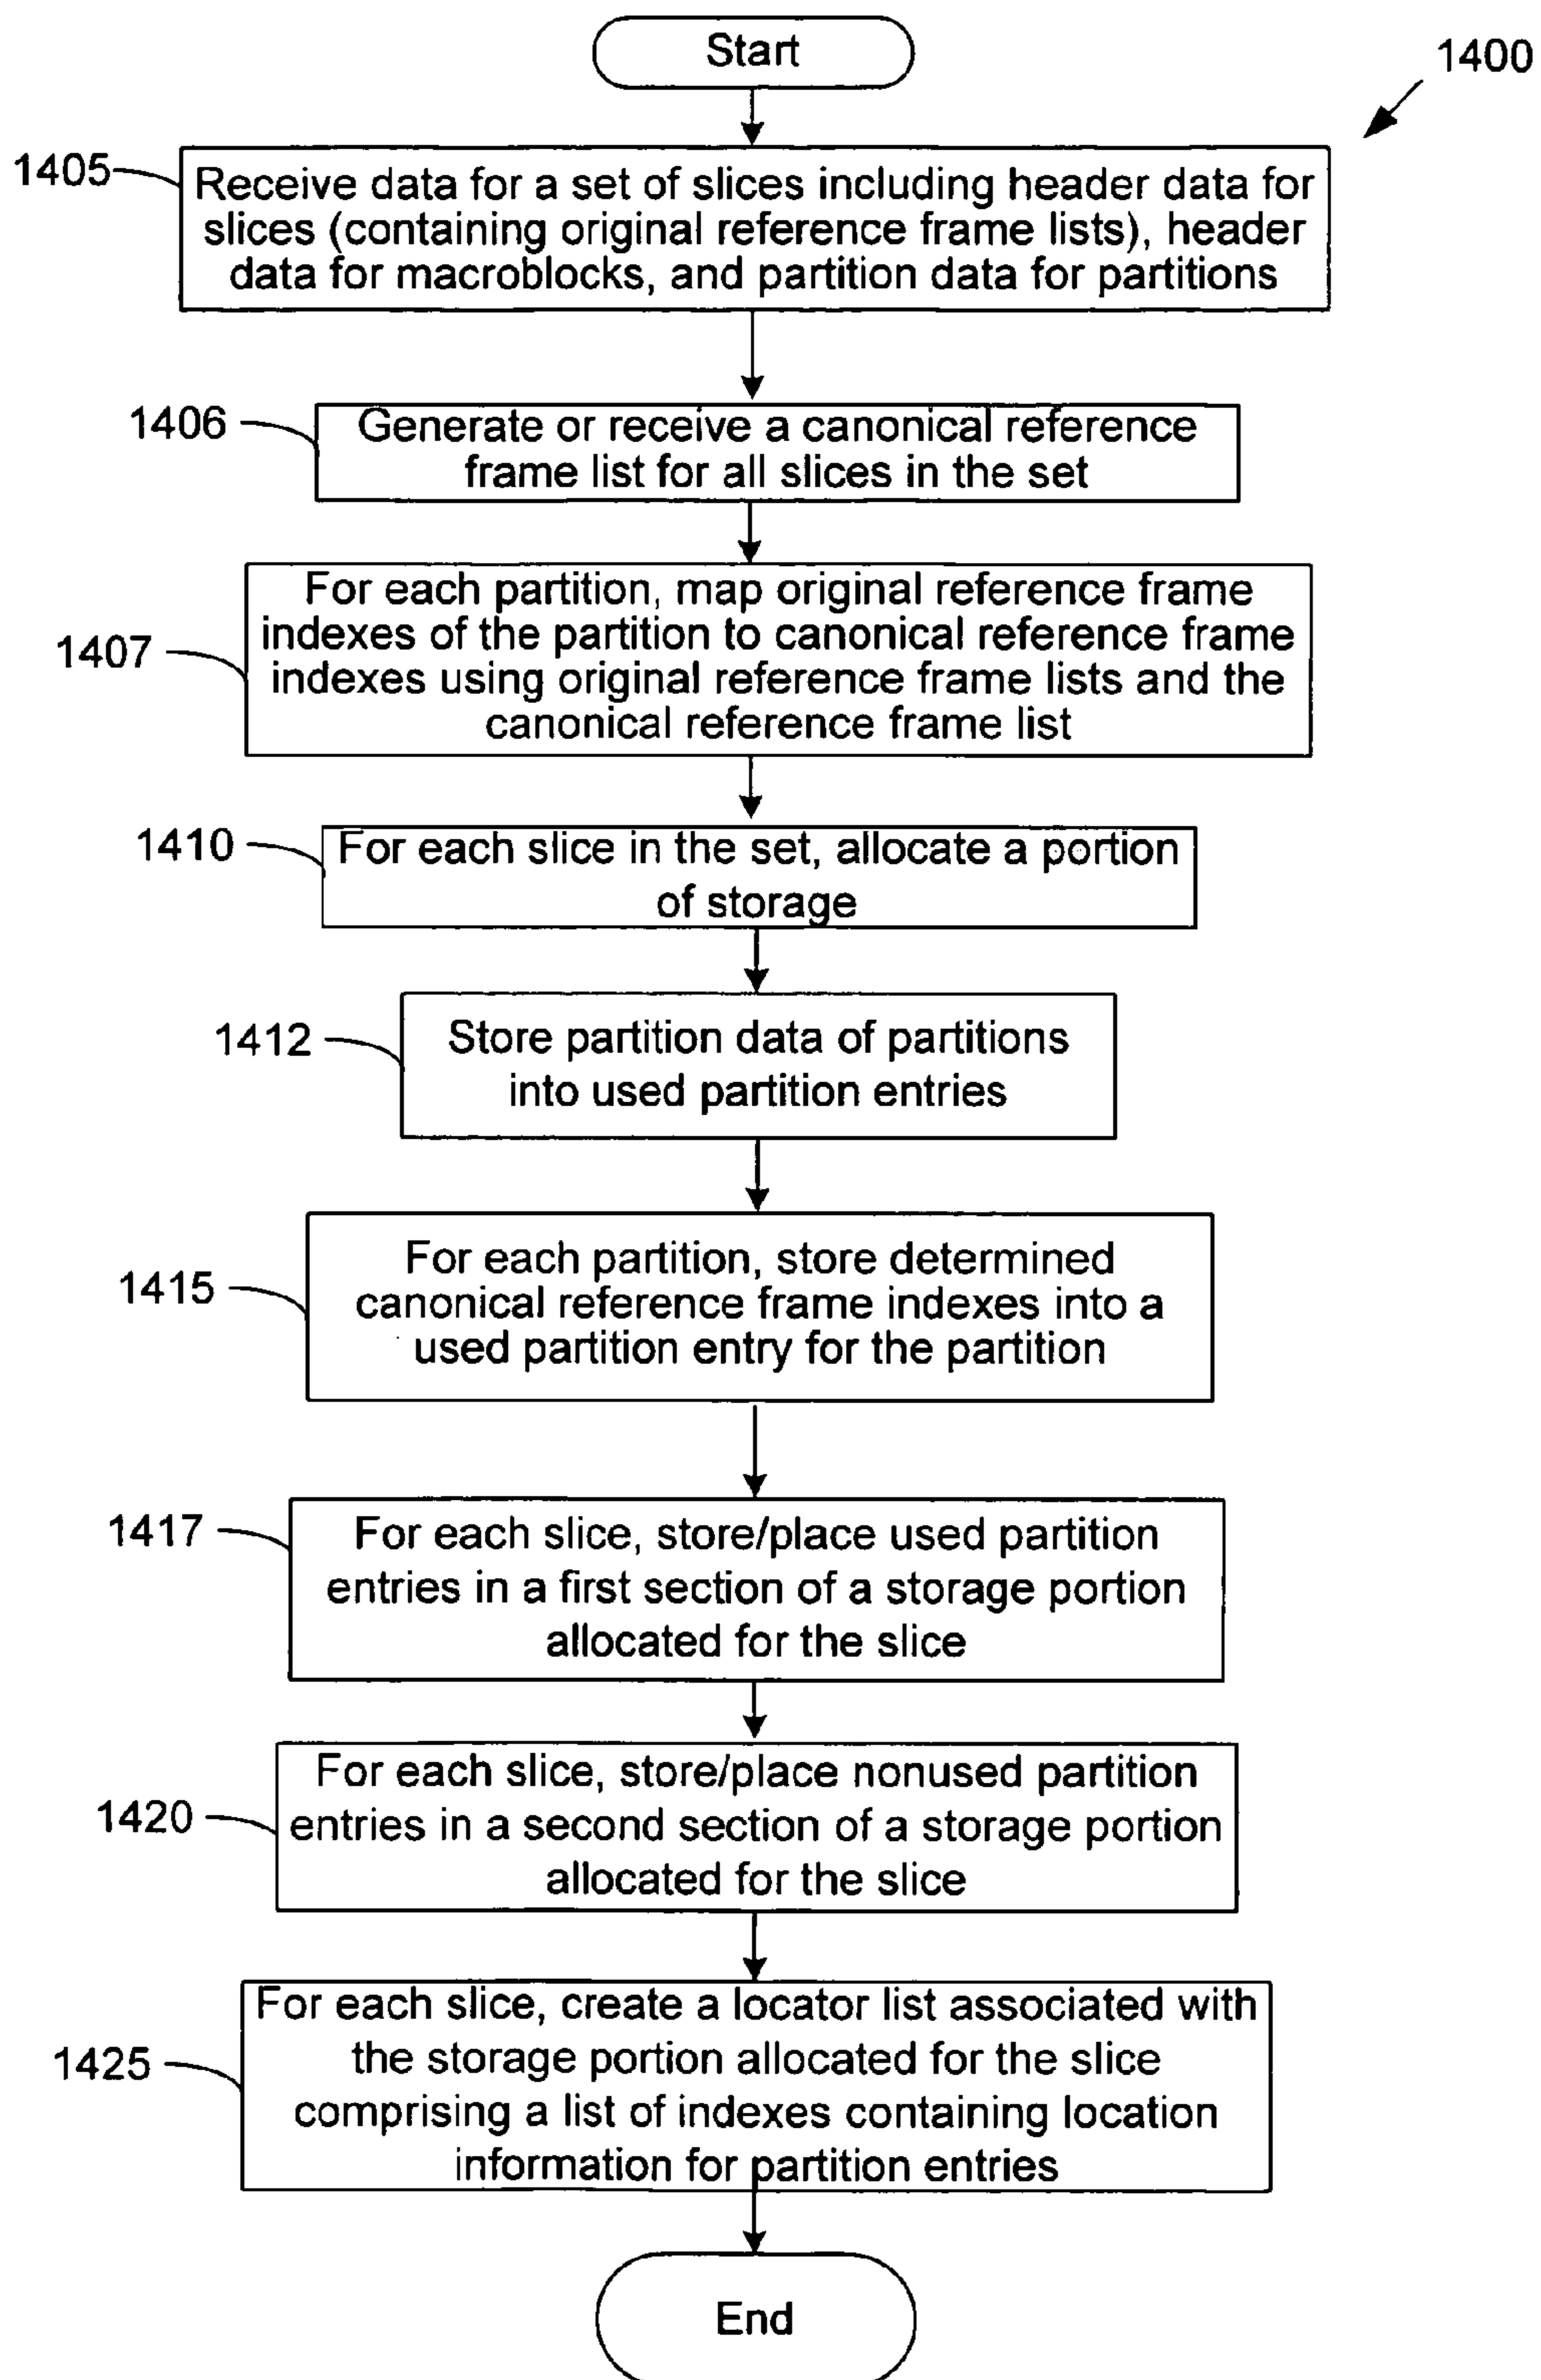 Start
1400
1405
Receive data for a set of slices including header data for
slices (containing original reference frame lists), header
data for macroblocks, and partition data for partitions
1406
Generate or receive a canonical reference
frame list for all slices in the set
1407
For each partition, map original reference frame
indexes of the partition to canonical reference frame
indexes using original reference frame lists and the
canonical reference frame list
1410
For each slice in the set, allocate a portion
of storage
1412
Store partition data of partitions
into used partition entries
1415
For each partition, store determined
canonical reference frame indexes into a
used partition entry for the partition
1417
For each slice, store/place used partition
entries in a first section of a storage portion
allocated for the slice
1420
For each slice, store/place nonused partition
entries in a second section of a storage portion
allocated for the slice
1425
For each slice, create a locator list associated with
the storage portion allocated for the slice
comprising a list of indexes containing location
information for partition entries
End